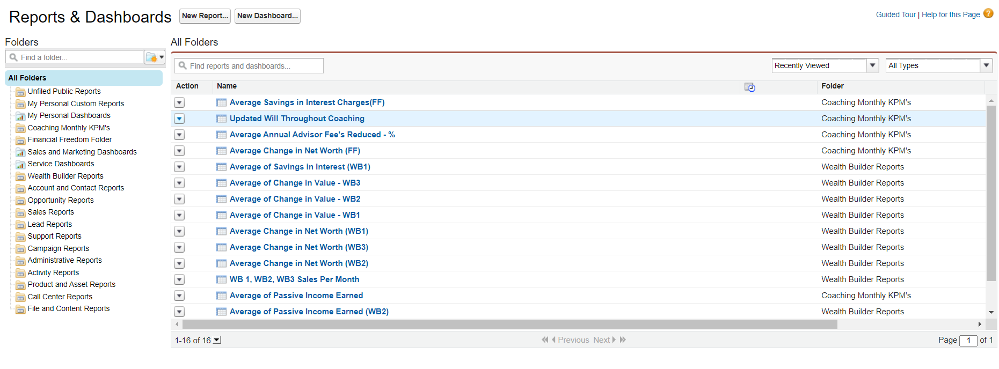 Reports & Dashboards
New Report...
New Dashboard...
Guided Tour | Help for this Page
?
Folders
Find a folder...
All Folders
Unfiled Public Reports
My Personal Custom Reports
My Personal Dashboards
Coaching Monthly KPM's
Financial Freedom Folder
Sales and Marketing Dashboards
Service Dashboards
Wealth Builder Reports
Account and Contact Reports
Opportunity Reports
Sales Reports
Lead Reports
Support Reports
Campaign Reports
Administrative Reports
Activity Reports
Product and Asset Reports
Call Center Reports
File and Content Reports
All Folders
Find reports and dashboards...
Recently Viewed
All Types
Action Name Folder
Average Savings in Interest Charges(FF) Coaching Monthly KPM's
Updated Will Throughout Coaching Coaching Monthly KPM's
Average Annual Advisor Fee's Reduced - % Coaching Monthly KPM's
Average Change in Net Worth (FF) Coaching Monthly KPM's
Average of Savings in Interest (WB1) Wealth Builder Reports
Average of Change in Value - WB3 Wealth Builder Reports
Average of Change in Value - WB2 Wealth Builder Reports
Average of Change in Value - WB1 Wealth Builder Reports
Average Change in Net Worth (WB1) Wealth Builder Reports
Average Change in Net Worth (WB3) Wealth Builder Reports
Average Change in Net Worth (WB2) Wealth Builder Reports
WB 1, WB2, WB3 Sales Per Month Wealth Builder Reports
Average of Passive Income Earned Coaching Monthly KPM's
Average of Passive Income Earned (WB2) Wealth Builder Reports
1-16 of 16
Previous Next
Page 1 of 1